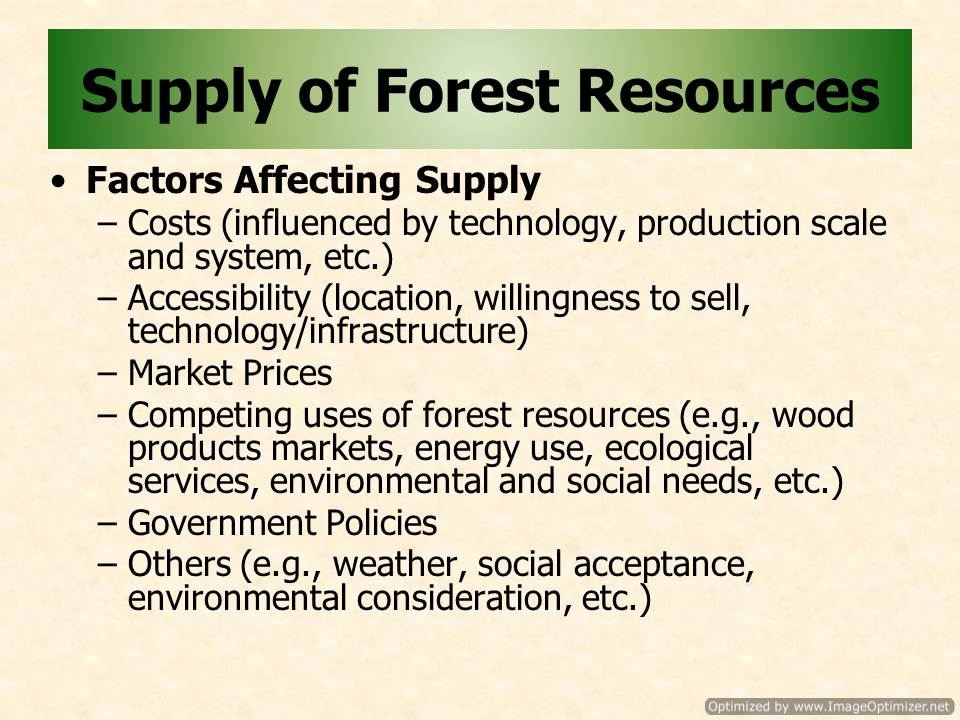 Supply of Forest Resources
• Factors Affecting Supply
– Costs (influenced by technology, production scale
and system, etc.)
– Accessibility (location, willingness to sell,
technology/infrastructure)
– Market Prices
– Competing uses of forest resources (e.g., wood
products markets, energy use, ecological
services, environmental and social needs, etc.)
– Government Policies
– Others (e.g., weather, social acceptance,
environmental consideration, etc.)
Optimized by www.ImageOptimizer.net